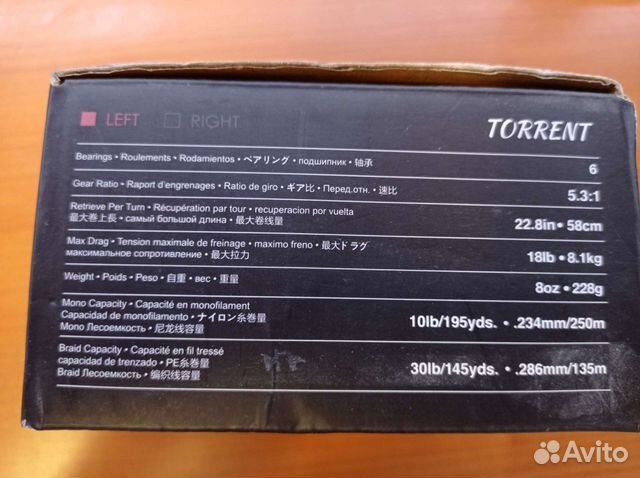 LEFT RIGHT
TORRENT
Bearings • Roulements • Rodamientos • ベアリング • подшипник • 轴承
6
Gear Ratio • Raport d'engrenages • Ratio de giro • ギア比 • Перед.отн. • 速比
5.3:1
Retrieve Per Turn • Récupération par tour • recuperacion por vuelta
最大巻上長 • самый большой длина • 最大卷线量
22.8in • 58cm
Max Drag • Tension maximale de freinage • maximo freno • 最大ドラグ
максимальное сопротивление • 最大拉力
18lb • 8.1kg
Weight • Poids • Peso • 自重 • вес • 重量
8oz • 228g
Mono Capacity • Capacité en monofilament
Capacidad de monofilamento • ナイロン糸巻量
Mono Лесоемкость • 尼龙线容量
10lb/195yds. • .234mm/250m
Braid Capacity • Capacité en fil tressé
capacidad de trenzado • PE糸巻量
Braid Лесоемкость • 编织线容量
30lb/145yds. • .286mm/135m
Avito